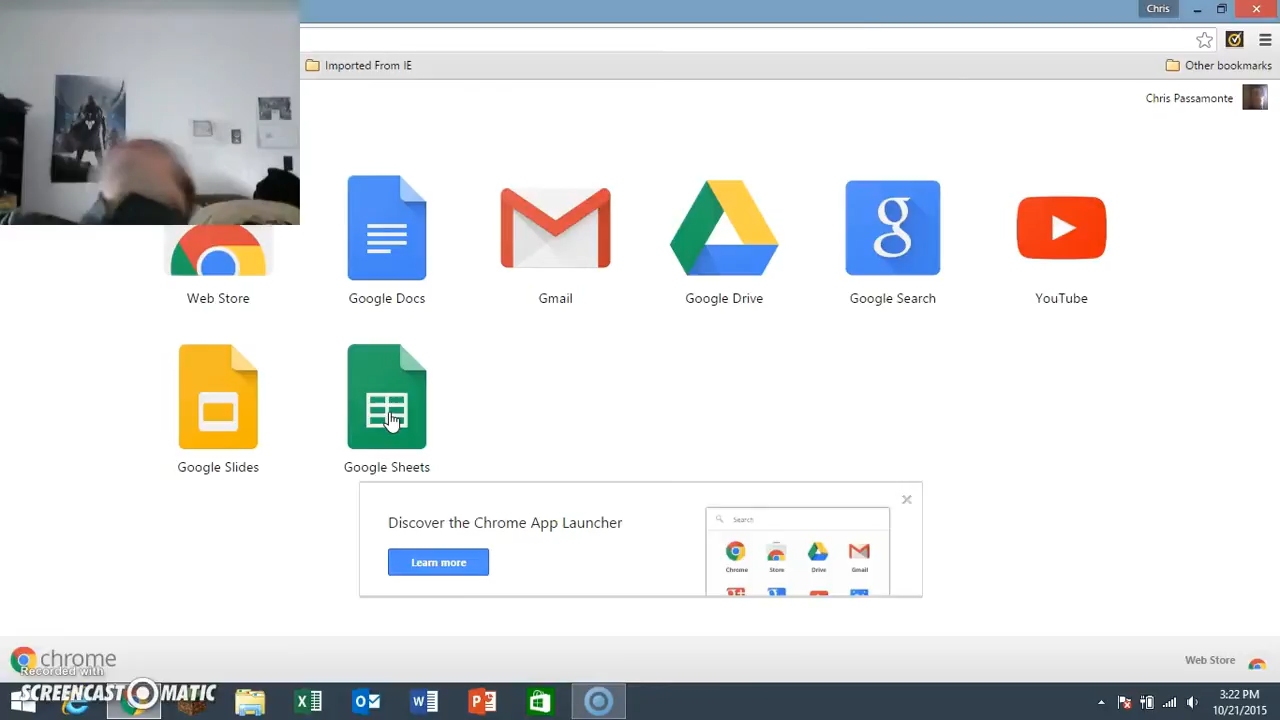 Chris
Imported From IE
Other bookmarks
Chris Passamonte
Web Store
Google Docs
Gmail
Google Drive
g
Google Search
YouTube
Google Slides
Google Sheets
Discover the Chrome App Launcher
Learn more
Search
Chrome
Store
Drive
Gmail
chrome
Web Store
Recorded with
SCREENCAST MATIC
3:22 PM
10/21/2015